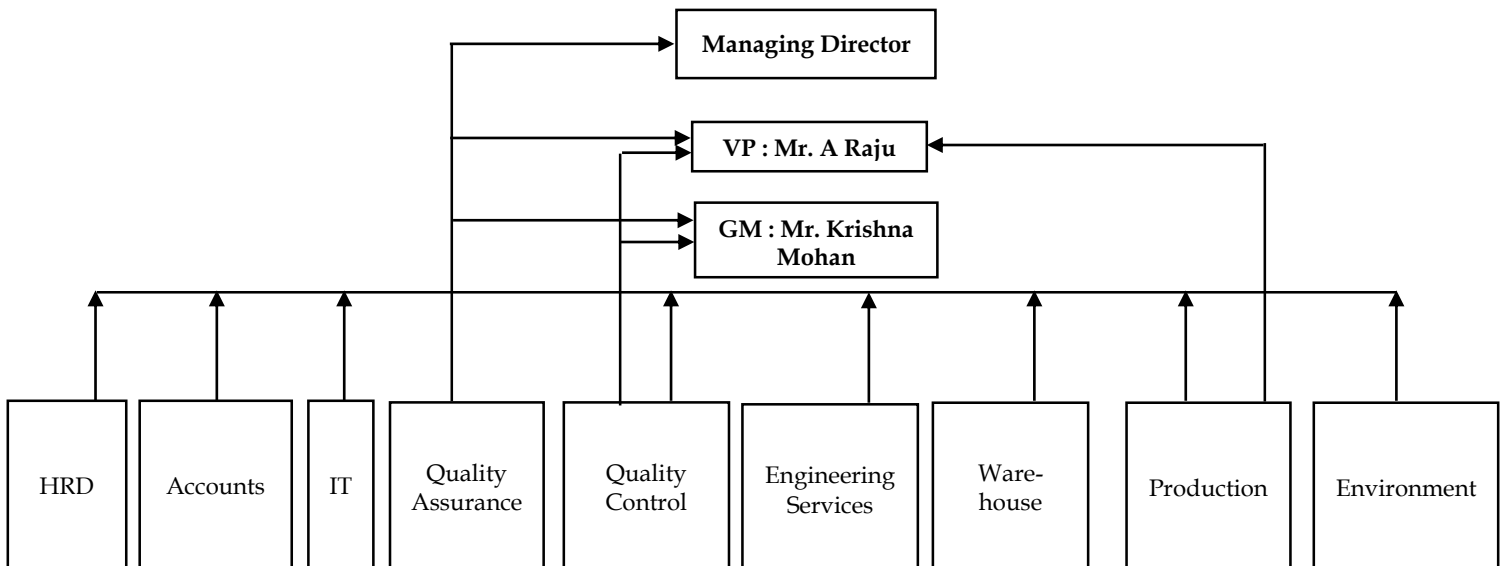 Managing Director
VP : Mr. A Raju
GM : Mr. Krishna
Mohan
HRD
Accounts
IT
Quality
Assurance
Quality
Control
Engineering
Services
Ware-
house
Production
Environment